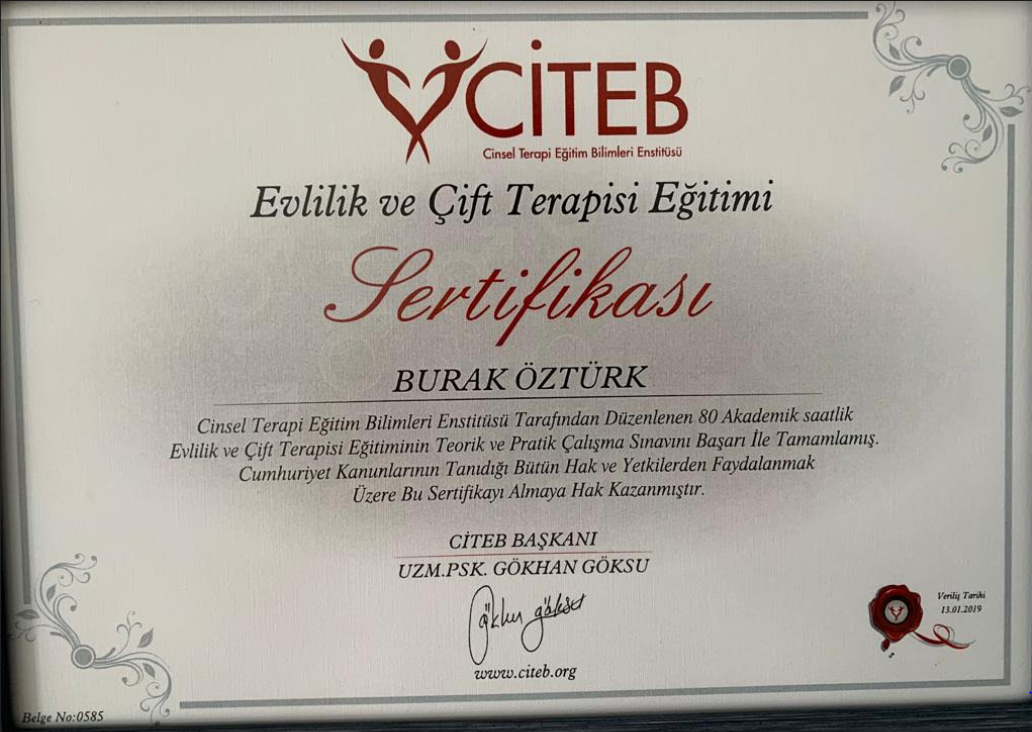 CİTEB
Cinsel Terapi Eğitim Bilimleri Enstitüsü
Evlilik ve Çift Terapisi Eğitimi
Sertifikası
BURAK ÖZTÜRK
Cinsel Terapi Eğitim Bilimleri Enstitüsü Tarafından Düzenlenen 80 Akademik saatlik
Evlilik ve Çift Terapisi Eğitiminin Teorik ve Pratik Çalışma Sınavını Başarı İle Tamamlamış.
Cumhuriyet Kanunlarının Tanıdığı Bütün Hak ve Yetkilerden Faydalanmak
Üzere Bu Sertifikayı Almaya Hak Kazanmıştır.
CİTEB BAŞKANI
UZM.PSK. GÖKHAN GÖKSU
gökhan göksu
www.citeb.org
Veriliş Tarihi
13.01.2019
Belge No:0585